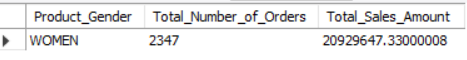 Product_Gender Total_Number_of_Orders Total_Sales_Amount
WOMEN 2347 20929647.33000008